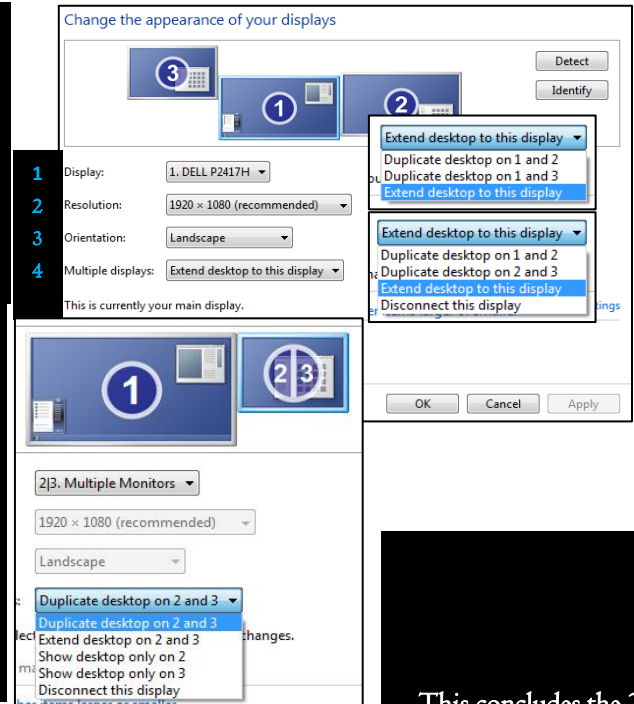 Change the appearance of your displays
3
1
2
Detect
Identify
1 Display: 1. DELL P2417H
2 Resolution: 1920 × 1080 (recommended)
3 Orientation: Landscape
4 Multiple displays: Extend desktop to this display
This is currently your main display.
Extend desktop to this display
Duplicate desktop on 1 and 2
Duplicate desktop on 1 and 3
Extend desktop to this display
Extend desktop to this display
Duplicate desktop on 1 and 2
Duplicate desktop on 2 and 3
Extend desktop to this display
Disconnect this display
OK Cancel Apply
1
2 3
2|3. Multiple Monitors
1920 × 1080 (recommended)
Landscape
Duplicate desktop on 2 and 3
Duplicate desktop on 2 and 3
Extend desktop on 2 and 3
changes.
Show desktop only on 2
Show desktop only on 3
Disconnect this display
This concludes the